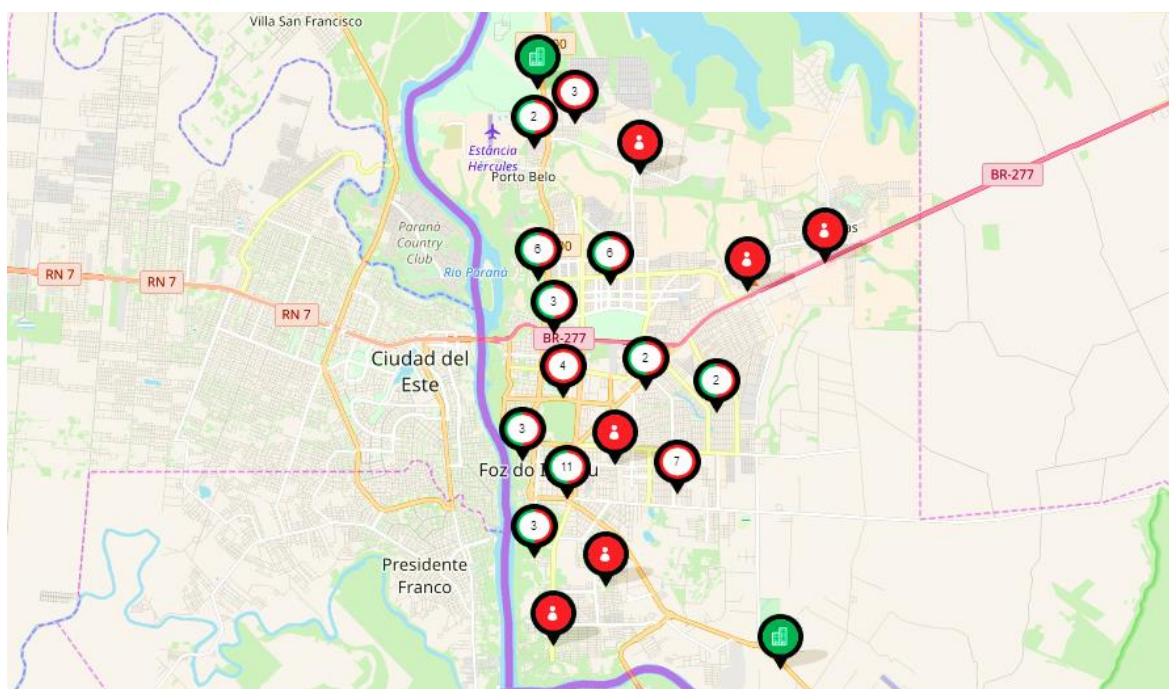 Villa San Francisco
3
2
Estância
Hércules
Porto Belo
BR-277
Paraná
Country
Club
6
6
Rio Paraná
RN 7
RN 7
RN 7
3
BR-277
Ciudad del
Este
4
2
2
3
Foz do
11
7
3
Presidente
Franco